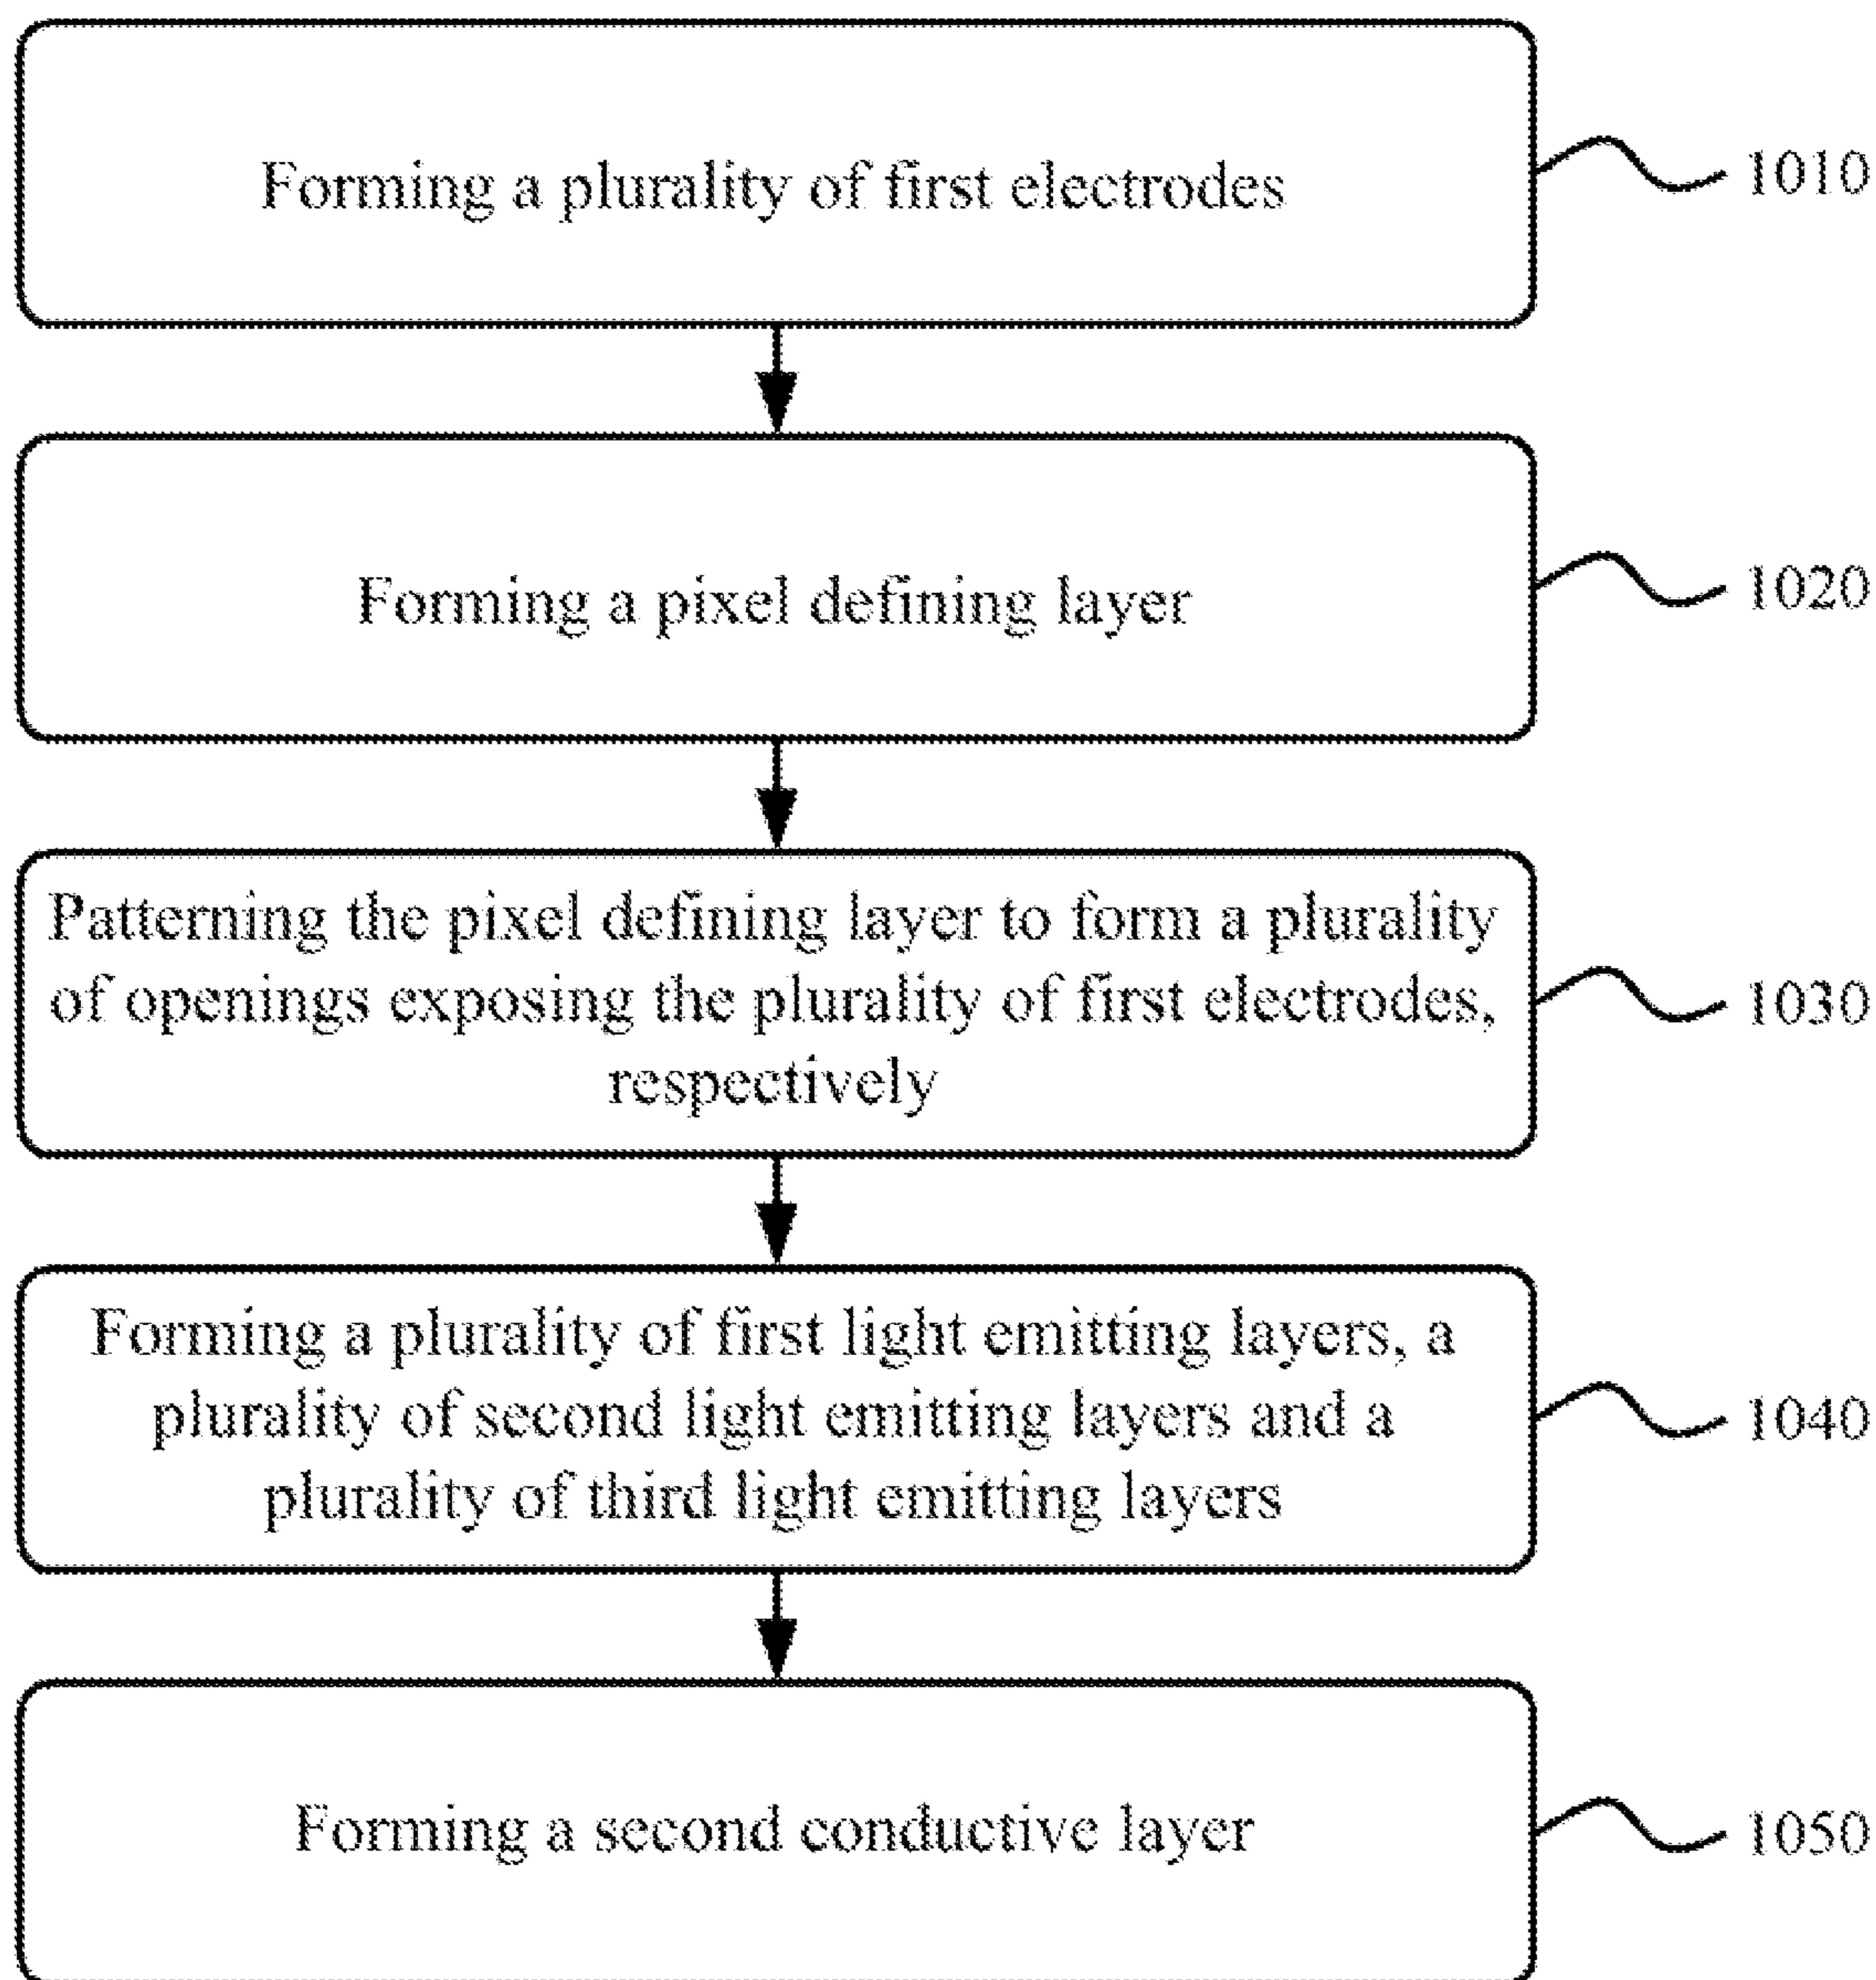 Forming a plurality of first electrodes
1010
Forming a pixel defining layer
1020
Patterning the pixel defining layer to form a plurality
of openings exposing the plurality of first electrodes,
respectively
1030
Forming a plurality of first light emitting layers, a
plurality of second light emitting layers and a
plurality of third light emitting layers
1040
Forming a second conductive layer
1050